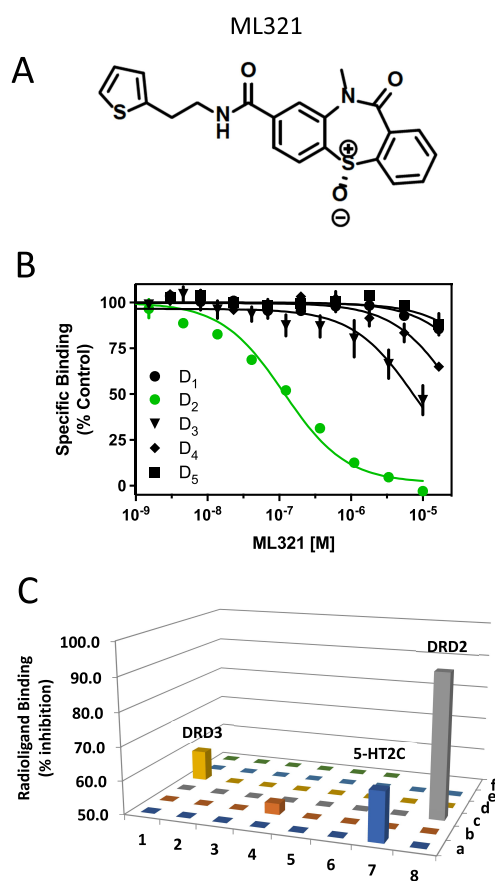 ML321
A
O
N
O
S
N
H
S
⊕
O
⊖
B
Specific Binding
(% Control)
100
75
50
25
0
D1
D2
D3
D4
D5
10-9
10-8
10-7
10-6
10-5
ML321 [M]
C
Radioligand Binding
(% inhibition)
100.0
90.0
80.0
70.0
60.0
50.0
DRD2
DRD3
5-HT2C
1
2
3
4
5
6
7
8
f
e
d
c
b
a